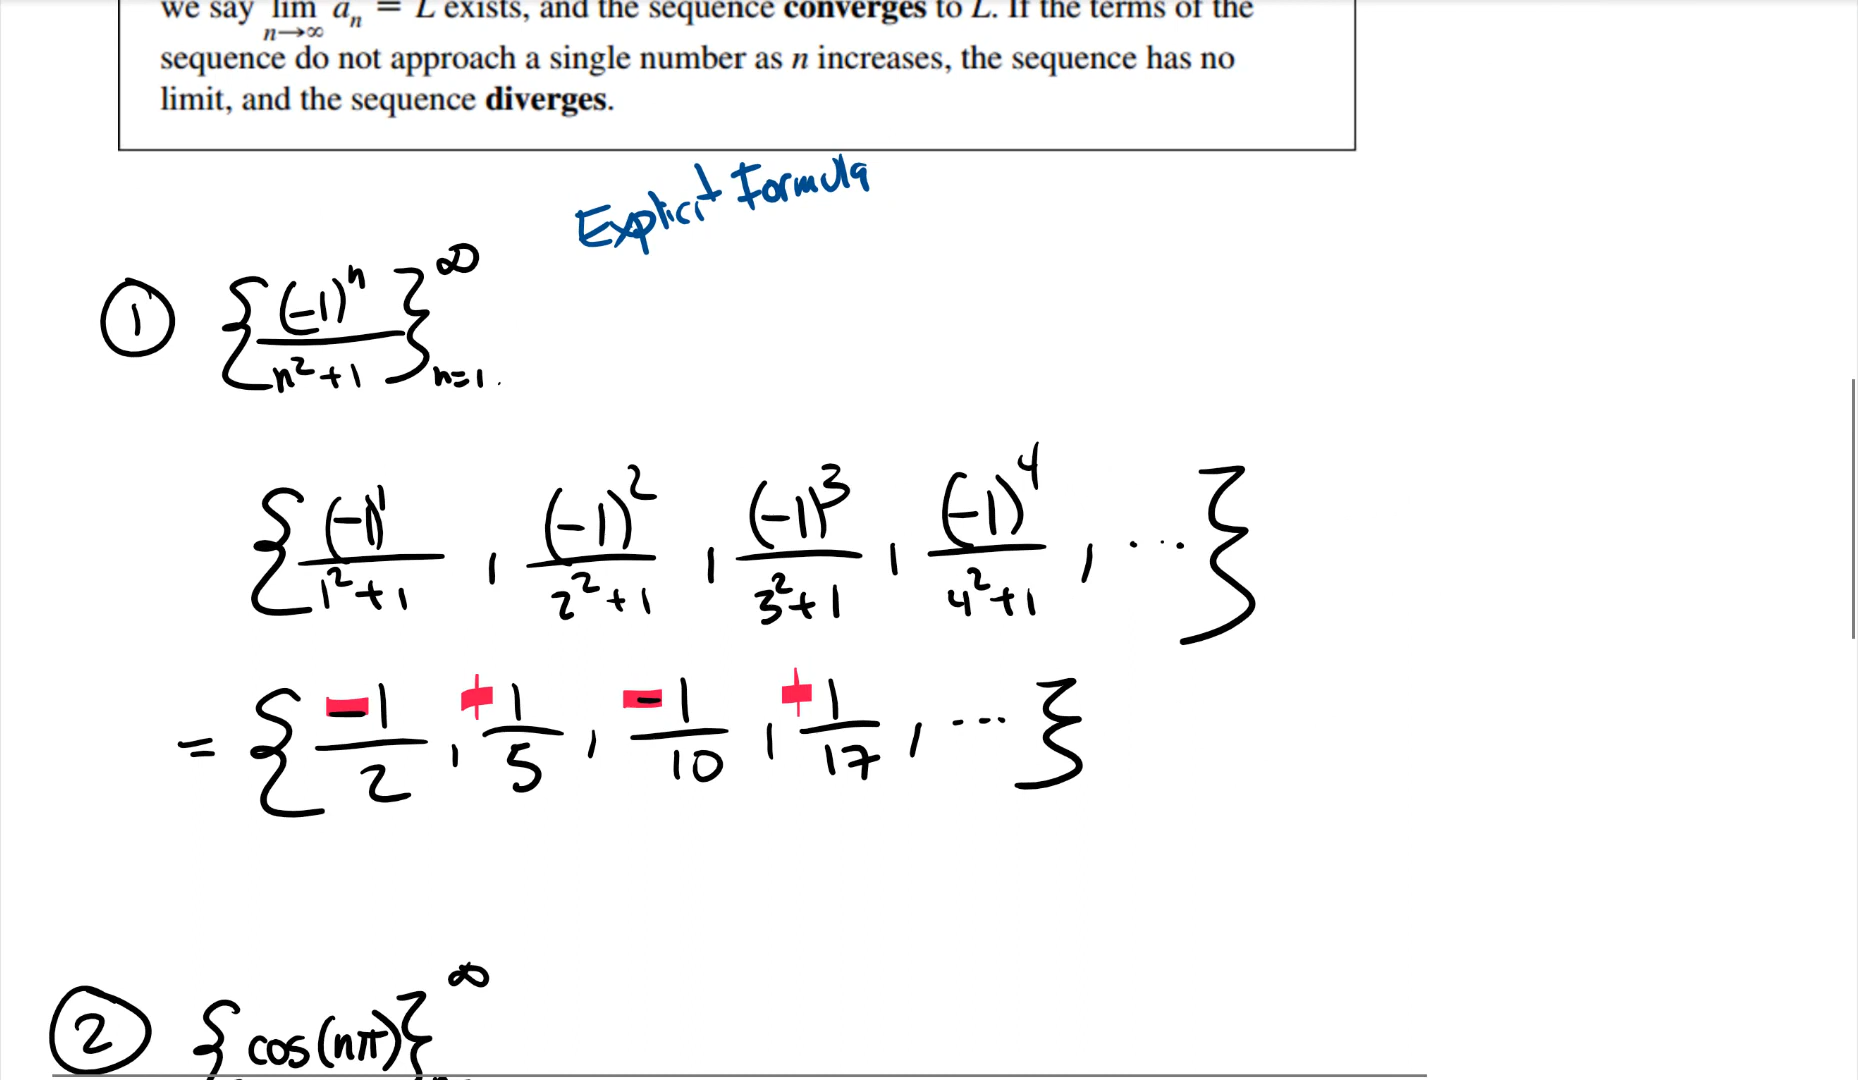 we say lim a_n = L exists, and the sequence converges to L. If the terms of the
n→∞
sequence do not approach a single number as n increases, the sequence has no
limit, and the sequence diverges.
Explicit Formula
① {(-1)^n / (n²+1)}_{n=1}^∞
{(-1)^1 / (1²+1), (-1)^2 / (2²+1), (-1)^3 / (3²+1), (-1)^4 / (4²+1), ...}
= {-1/2, +1/5, -1/10, +1/17, ...}
② {cos(nπ)}^∞